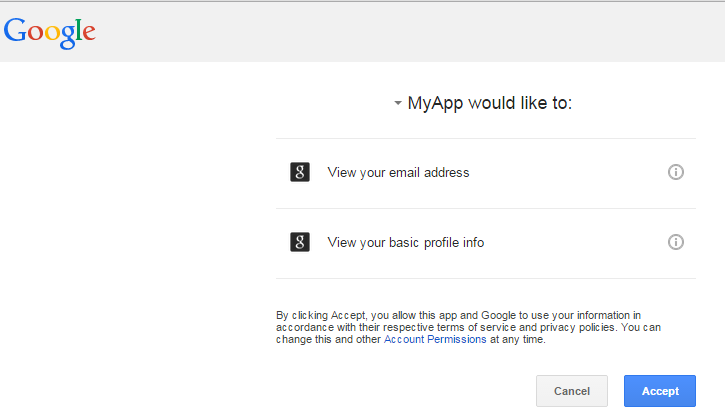 Google
MyApp would like to:
g
View your email address
i
g
View your basic profile info
i
By clicking Accept, you allow this app and Google to use your information in
accordance with their respective terms of service and privacy policies. You can
change this and other Account Permissions at any time.
Cancel
Accept